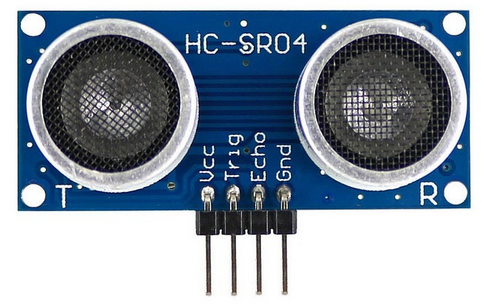 HC-SR04
Vcc
Trig
Echo
Gnd
T
R